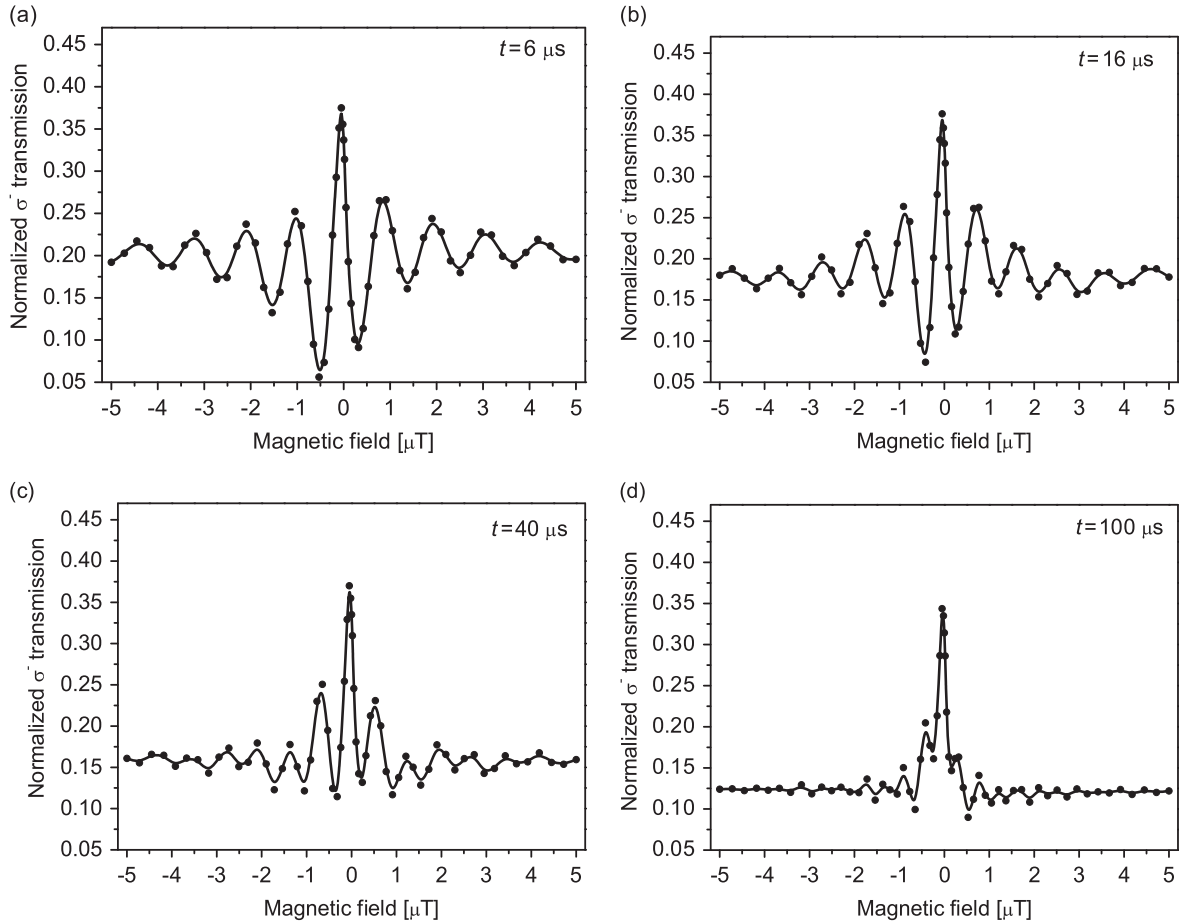 (a)
t=6 μs
Normalized σ⁻ transmission
0.45
0.40
0.35
0.30
0.25
0.20
0.15
0.10
0.05
-5 -4 -3 -2 -1 0 1 2 3 4 5
Magnetic field [μT]
(b)
t=16 μs
Normalized σ⁻ transmission
0.45
0.40
0.35
0.30
0.25
0.20
0.15
0.10
0.05
-5 -4 -3 -2 -1 0 1 2 3 4 5
Magnetic field [μT]
(c)
t=40 μs
Normalized σ⁻ transmission
0.45
0.40
0.35
0.30
0.25
0.20
0.15
0.10
0.05
-5 -4 -3 -2 -1 0 1 2 3 4 5
Magnetic field [μT]
(d)
t=100 μs
Normalized σ⁻ transmission
0.45
0.40
0.35
0.30
0.25
0.20
0.15
0.10
0.05
-5 -4 -3 -2 -1 0 1 2 3 4 5
Magnetic field [μT]